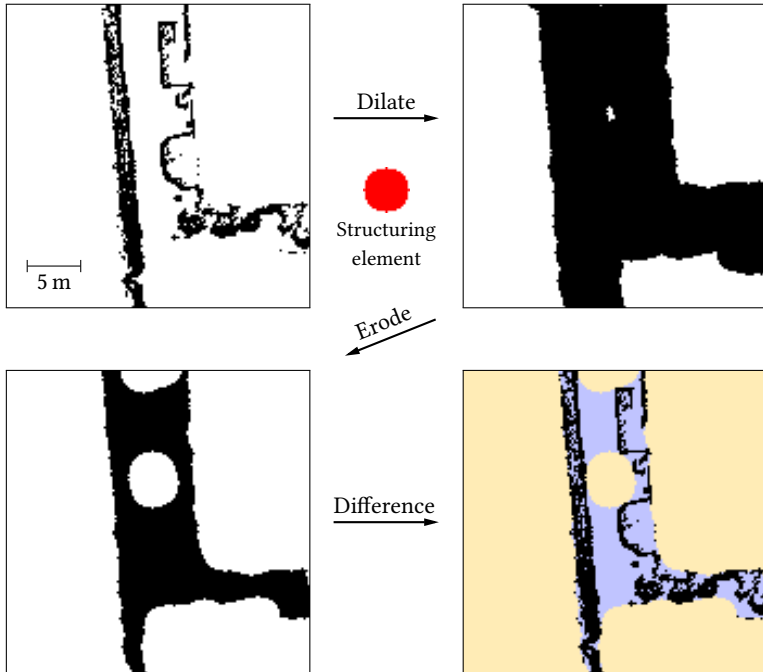 Dilate
Structuring
element
5 m
Erode
Difference